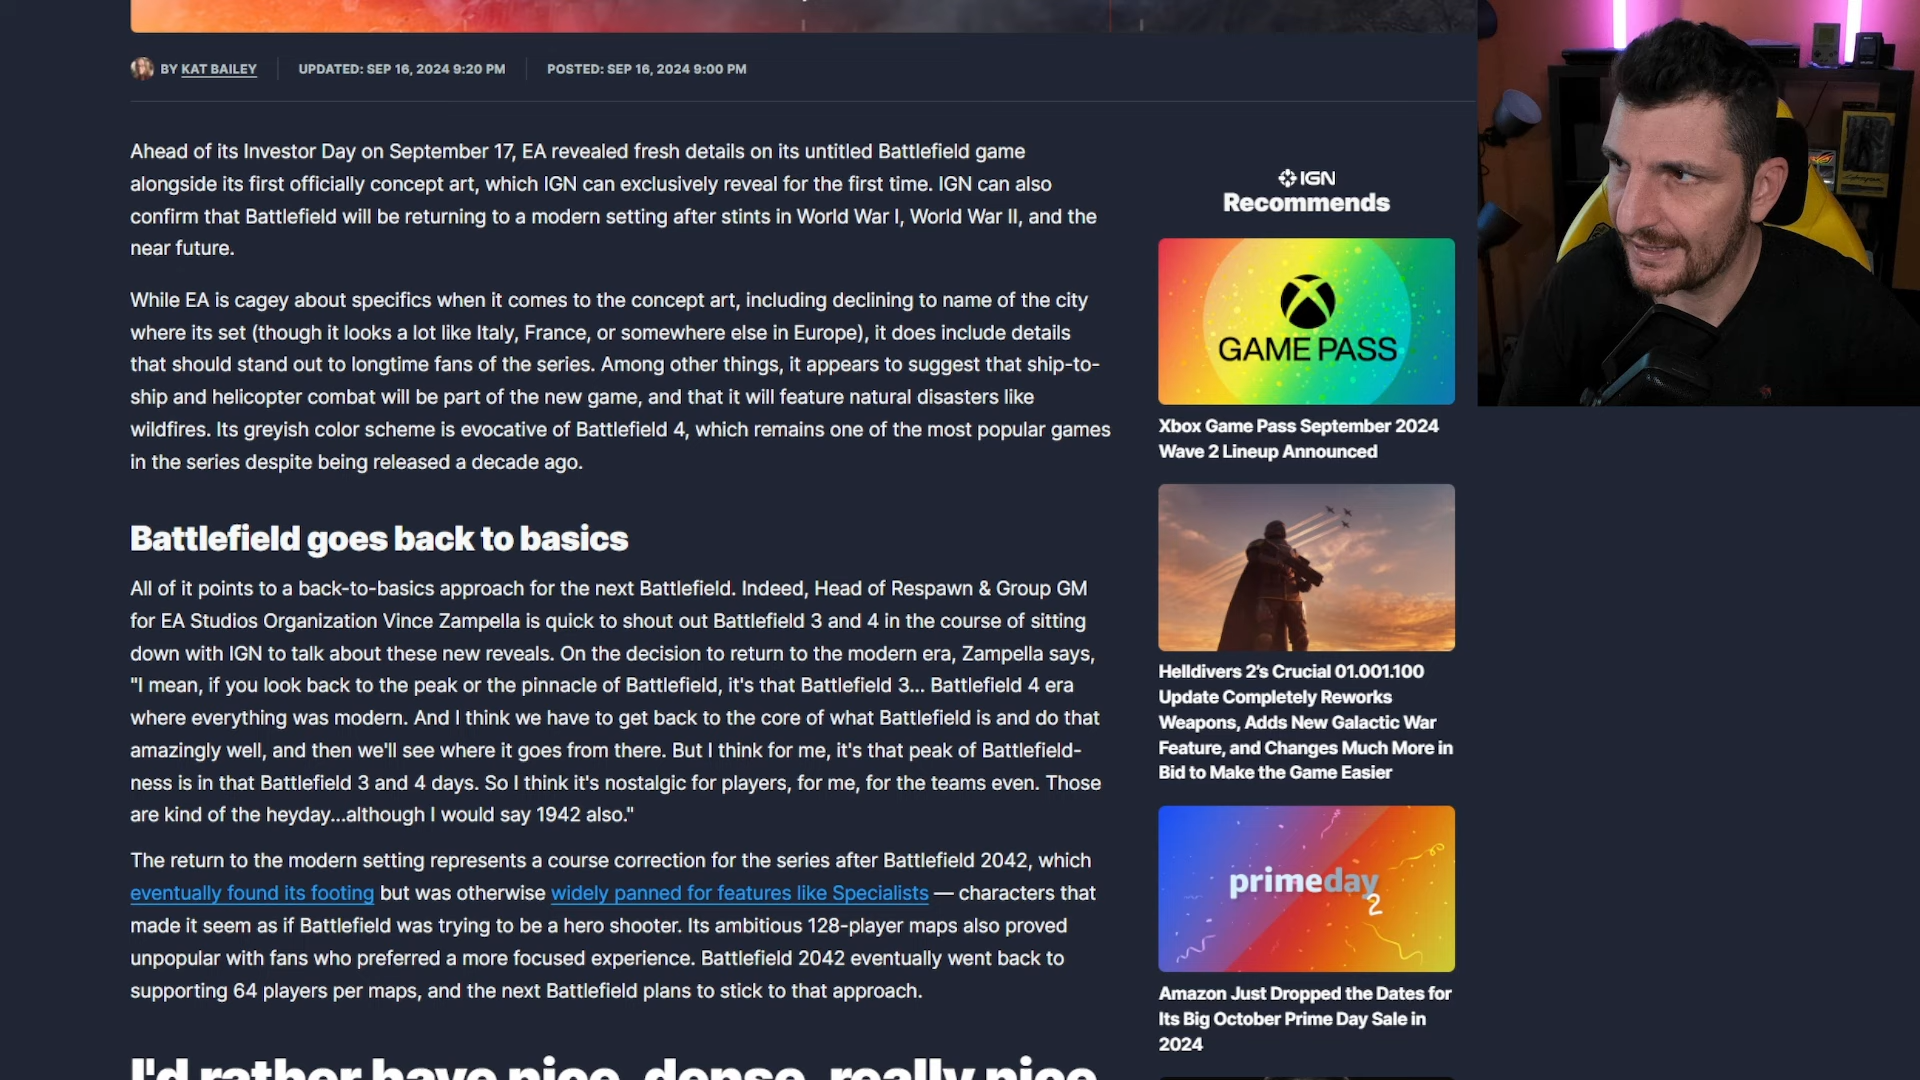 BY KAT BAILEY
UPDATED: SEP 16, 2024 9:20 PM
POSTED: SEP 16, 2024 9:00 PM
Ahead of its Investor Day on September 17, EA revealed fresh details on its untitled Battlefield game
alongside its first officially concept art, which IGN can exclusively reveal for the first time. IGN can also
confirm that Battlefield will be returning to a modern setting after stints in World War I, World War II, and the
near future.
While EA is cagey about specifics when it comes to the concept art, including declining to name of the city
where its set (though it looks a lot like Italy, France, or somewhere else in Europe), it does include details
that should stand out to longtime fans of the series. Among other things, it appears to suggest that ship-to-
ship and helicopter combat will be part of the new game, and that it will feature natural disasters like
wildfires. Its greyish color scheme is evocative of Battlefield 4, which remains one of the most popular games
in the series despite being released a decade ago.
Battlefield goes back to basics
All of it points to a back-to-basics approach for the next Battlefield. Indeed, Head of Respawn & Group GM
for EA Studios Organization Vince Zampella is quick to shout out Battlefield 3 and 4 in the course of sitting
down with IGN to talk about these new reveals. On the decision to return to the modern era, Zampella says,
"I mean, if you look back to the peak or the pinnacle of Battlefield, it's that Battlefield 3... Battlefield 4 era
where everything was modern. And I think we have to get back to the core of what Battlefield is and do that
amazingly well, and then we'll see where it goes from there. But I think for me, it's that peak of Battlefield-
ness is in that Battlefield 3 and 4 days. So I think it's nostalgic for players, for me, for the teams even. Those
are kind of the heyday...although I would say 1942 also."
The return to the modern setting represents a course correction for the series after Battlefield 2042, which
eventually found its footing but was otherwise widely panned for features like Specialists — characters that
made it seem as if Battlefield was trying to be a hero shooter. Its ambitious 128-player maps also proved
unpopular with fans who preferred a more focused experience. Battlefield 2042 eventually went back to
supporting 64 players per maps, and the next Battlefield plans to stick to that approach.
I'd rather have nice, dense, really nice
IGN
Recommends
GAME PASS
Xbox Game Pass September 2024
Wave 2 Lineup Announced
Helldivers 2's Crucial 01.001.100
Update Completely Reworks
Weapons, Adds New Galactic War
Feature, and Changes Much More in
Bid to Make the Game Easier
primeday
2
Amazon Just Dropped the Dates for
Its Big October Prime Day Sale in
2024